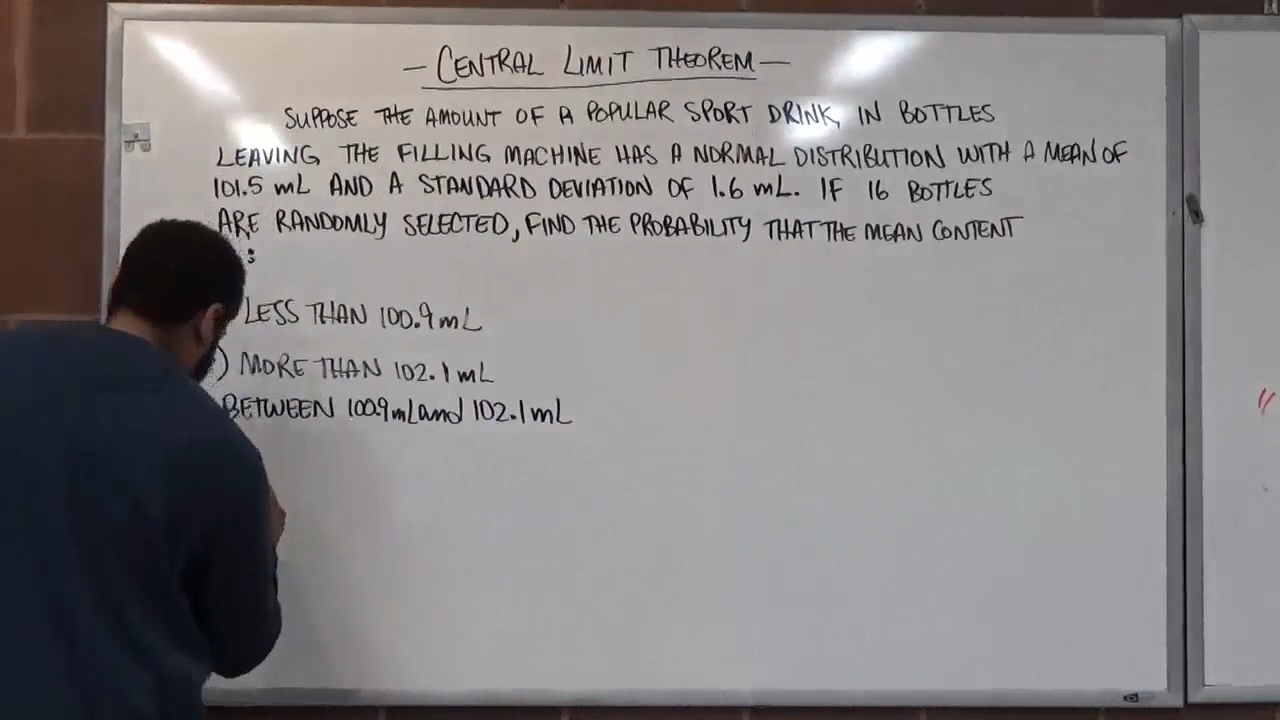 — CENTRAL LIMIT THEOREM —
SUPPOSE THE AMOUNT OF A POPULAR SPORT DRINK, IN BOTTLES
LEAVING THE FILLING MACHINE HAS A NORMAL DISTRIBUTION WITH A MEAN OF
101.5 mL AND A STANDARD DEVIATION OF 1.6 mL. IF 16 BOTTLES
ARE RANDOMLY SELECTED, FIND THE PROBABILITY THAT THE MEAN CONTENT
:
LESS THAN 100.9 mL
) MORE THAN 102.1 mL
BETWEEN 100.9 mL and 102.1 mL